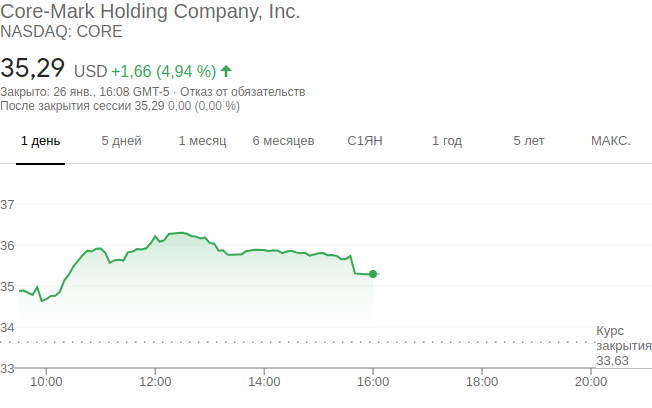 Core-Mark Holding Company, Inc.
NASDAQ: CORE
35,29 USD +1,66 (4,94 %)
Закрыто: 26 янв., 16:08 GMT-5 · Отказ от обязательств
После закрытия сессии 35,29 0,00 (0,00 %)
1 день 5 дней 1 месяц 6 месяцев С1ЯН 1 год 5 лет МАКС.
37
36
35
34
Курс
закрытия
33,63
33
10:00 12:00 14:00 16:00 18:00 20:00